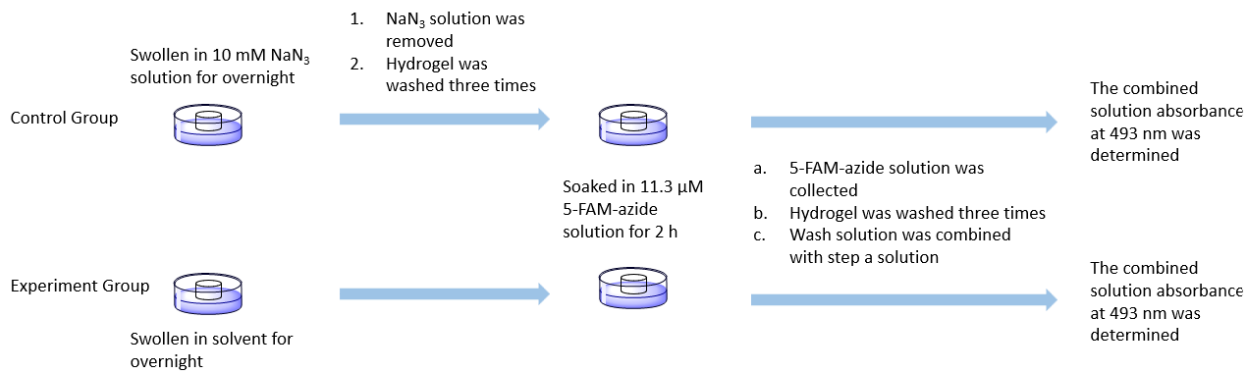 1. NaN₃ solution was
removed
2. Hydrogel was
washed three times
Swollen in 10 mM NaN₃
solution for overnight
Control Group
The combined
solution absorbance
at 493 nm was
determined
Soaked in 11.3 μM
5-FAM-azide
solution for 2 h
a. 5-FAM-azide solution was
collected
b. Hydrogel was washed three times
c. Wash solution was combined
with step a solution
Experiment Group
The combined
solution absorbance
at 493 nm was
determined
Swollen in solvent for
overnight